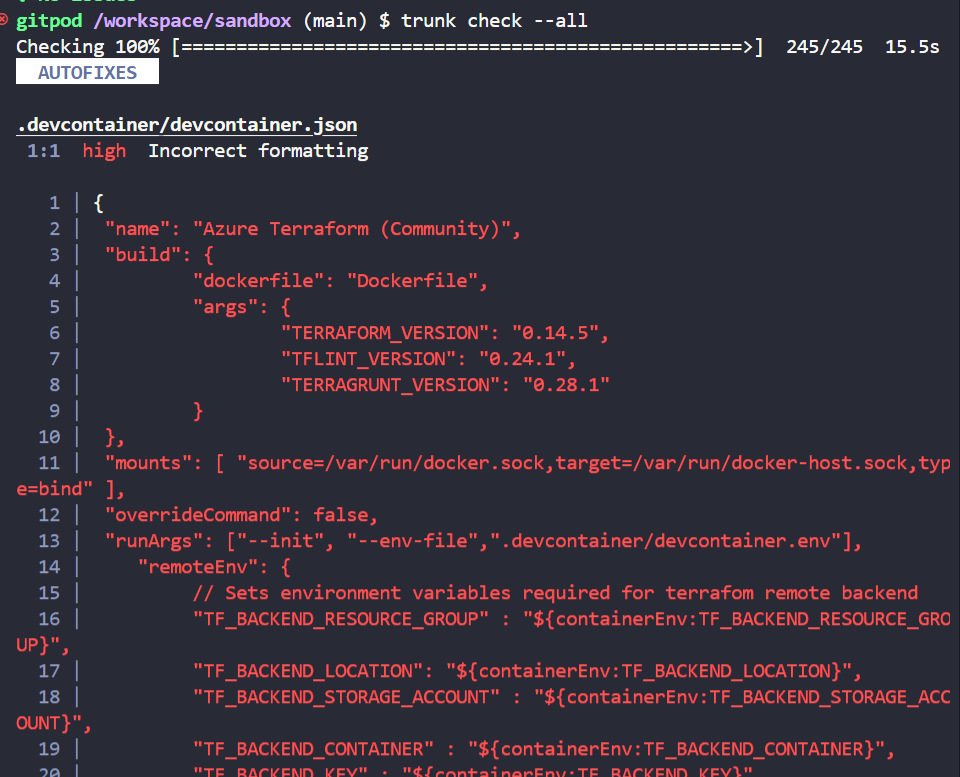 gitpod /workspace/sandbox (main) $ trunk check --all
Checking 100% [====================================================>] 245/245 15.5s
AUTOFIXES
.devcontainer/devcontainer.json
1:1 high Incorrect formatting
1 | {
2 | "name": "Azure Terraform (Community)",
3 | "build": {
4 | "dockerfile": "Dockerfile",
5 | "args": {
6 | "TERRAFORM_VERSION": "0.14.5",
7 | "TFLINT_VERSION": "0.24.1",
8 | "TERRAGRUNT_VERSION": "0.28.1"
9 | }
10 | },
11 | "mounts": [ "source=/var/run/docker.sock,target=/var/run/docker-host.sock,typ
e=bind" ],
12 | "overrideCommand": false,
13 | "runArgs": ["--init", "--env-file",".devcontainer/devcontainer.env"],
14 | "remoteEnv": {
15 | // Sets environment variables required for terrafom remote backend
16 | "TF_BACKEND_RESOURCE_GROUP" : "${containerEnv:TF_BACKEND_RESOURCE_GRO
UP}",
17 | "TF_BACKEND_LOCATION": "${containerEnv:TF_BACKEND_LOCATION}",
18 | "TF_BACKEND_STORAGE_ACCOUNT" : "${containerEnv:TF_BACKEND_STORAGE_ACC
OUNT}",
19 | "TF_BACKEND_CONTAINER" : "${containerEnv:TF_BACKEND_CONTAINER}",
20 | "TF_BACKEND_KEY" : "${containerEnv:TF_BACKEND_KEY}"